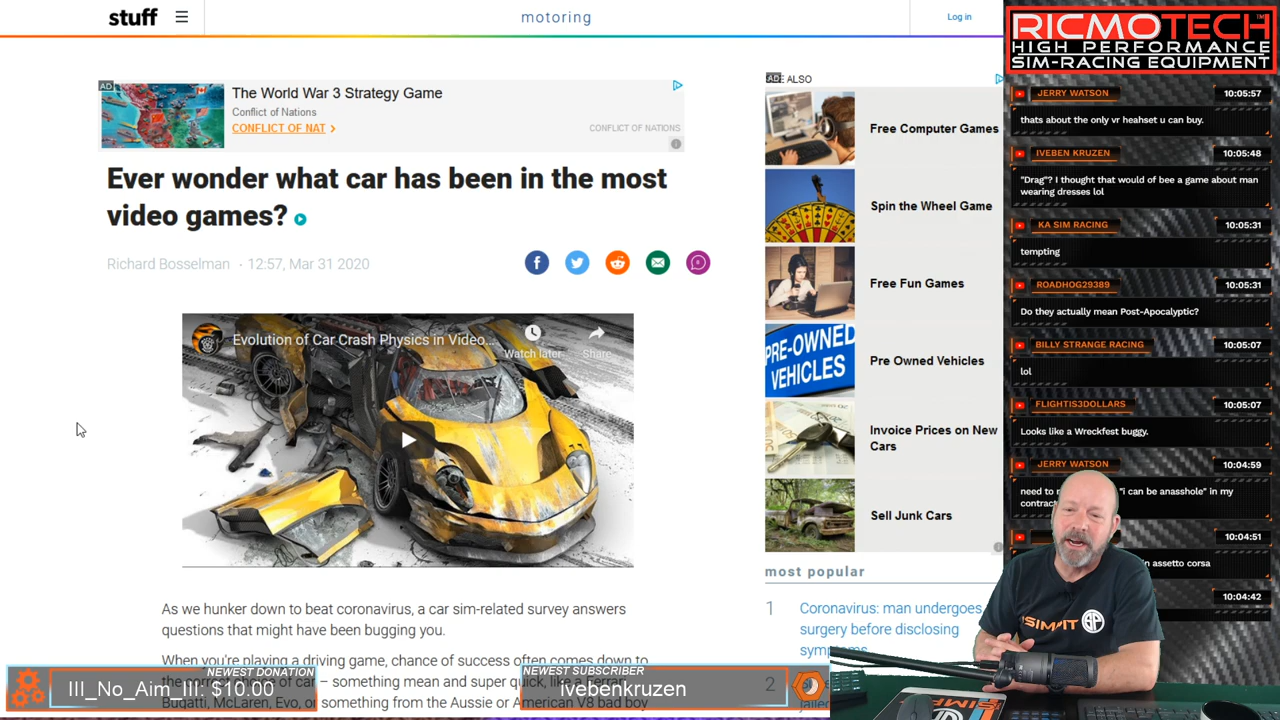 stuff
motoring
Log in
AD
The World War 3 Strategy Game
Conflict of Nations
CONFLICT OF NAT
CONFLICT OF NATIONS
Ever wonder what car has been in the most
video games?
Richard Bosselman
12:57, Mar 3
2020
Evolution of Car Crash Physics in Video...
Watch later
Share
As we hunker down to beat coronavirus, a car sim-related survey answers
questions that might have been bugging you.
When you're playing a driving game, chance of success often comes down to
Bugatti, McLaren, Evo, or something from the Aussie or American V8 bad boy
AD
ALSO
Free Computer Games
Spin the Wheel Game
Free Fun Games
PRE-OWNED
VEHICLES
Pre Owned Vehicles
Invoice Prices on New
Cars
Sell Junk Cars
most popular
1
Coronavirus: man undergoes
surgery before disclosing
2
RICMOTECH
HIGH PERFORMANCE
SIM-RACING EQUIPMENT
JERRY WATSON
10:05:57
thats about the only vr heahset u can buy.
IVEBEN KRUZEN
10:05:48
"Drag"? I thought that would of bee a game about man
wearing dresses lol
KA SIM RACING
10:05:31
tempting
ROADHOG29389
10:05:31
Do they actually mean Post-Apocalyptic?
BILLY STRANGE RACING
10:05:07
lol
FLIGHTIS3DOLLARS
10:05:07
Looks like a Wreckfest buggy.
JERRY WATSON
10:04:59
need to
"i can be anasshole" in my
10:04:51
assetto corsa
10:04:42
NEWEST DONATION
III_No_Aim_III: $10.00
NEWEST SUBSCRIBER
ivebenkruzen